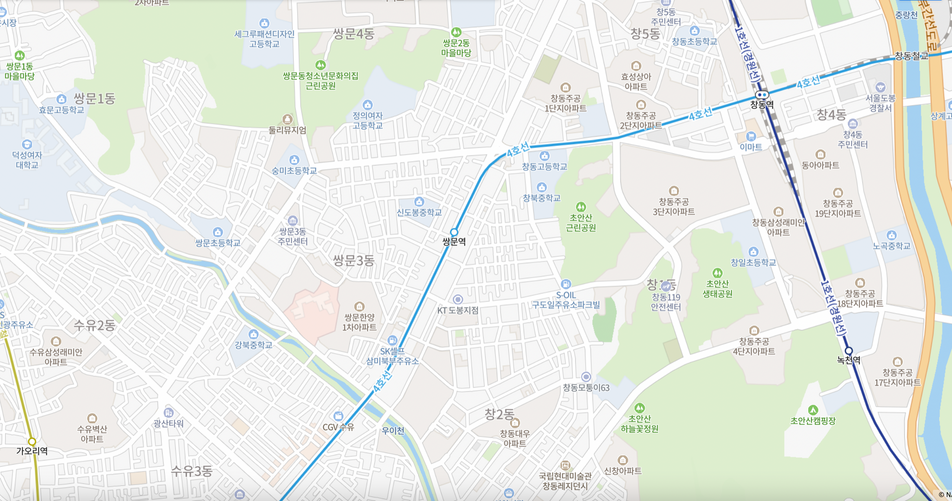 2차아파트
세그루패션디자인
고등학교
쌍문4동
쌍문2동
마을마당
창5동
창5동
주민센터
창동초등학교
1호선(경원선)
중랑천
창동철교
쌍문1동
마을마당
쌍문동청소년문화의집
근린공원
효성상아
아파트
4호선
서울도봉
경찰서
효문고등학교
쌍문1동
정의여자
고등학교
창동주공
1단지아파트
창동주공
2단지아파트
4호선
창동역
창4동
창4동
주민센터
둘리뮤지엄
덕성여자
대학교
숭미초등학교
4호선
창동고등학교
이마트
동아아파트
신도봉중학교
창북중학교
초안산
근린공원
창동주공
3단지아파트
창동삼성래미안
아파트
창동주공
19단지아파트
쌍문초등학교
쌍문3동
주민센터
쌍문역
노곡중학교
쌍문3동
창일초등학교
초안산
생태공원
창1동
창동119
안전센터
S-OIL
구도일주유소파크빌
KT도봉지점
쌍문한양
1차아파트
창동주공
18단지아파트
1호선(경원선)
수유2동
강북중학교
수유삼성래미안
아파트
SK셀프
삼미북부주유소
창동주공
4단지아파트
녹천역
창동주공
17단지아파트
4호선
창동모퉁이63
광산타워
수유벽산
아파트
CGV 수유
우이천
창2동
창동대우
아파트
초안산
하늘꽃정원
초안산캠핑장
가오리역
수유3동
국립현대미술관
창동레지던시
신창아파트